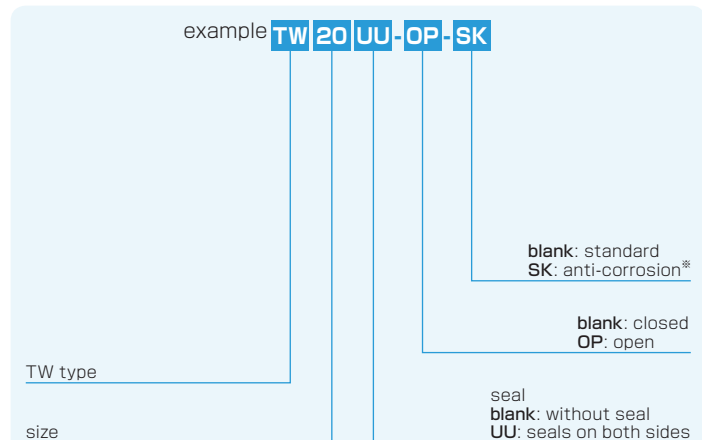 example TW 20 UU - OP - SK
blank: standard
SK: anti-corrosion※
blank: closed
OP: open
TW type
seal
blank: without seal
size
UU: seals on both sides